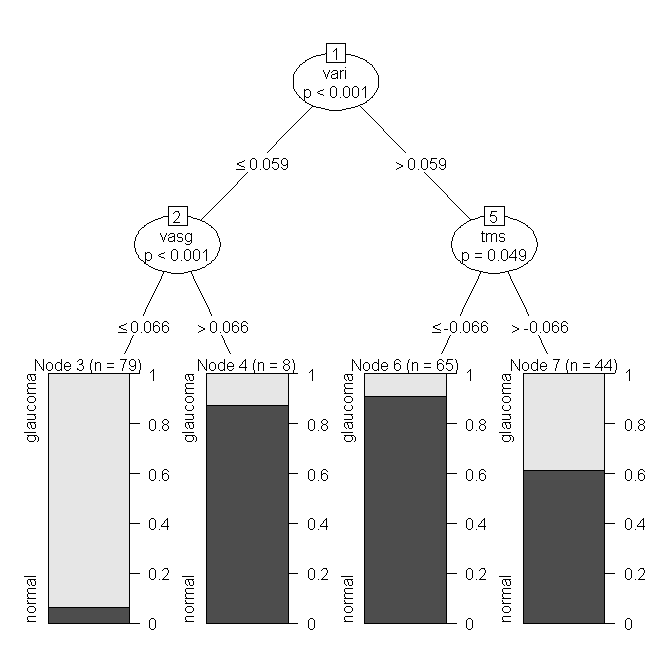 1
vari
p < 0.001
≤ 0.059
> 0.059
2
vasg
p < 0.001
5
tms
p = 0.049
≤ 0.066
> 0.066
≤ -0.066
> -0.066
Node 3 (n = 79)
glaucoma
normal
1
0.8
0.6
0.4
0.2
0
Node 4 (n = 8)
glaucoma
normal
1
0.8
0.6
0.4
0.2
0
Node 6 (n = 65)
glaucoma
normal
1
0.8
0.6
0.4
0.2
0
Node 7 (n = 44)
glaucoma
normal
1
0.8
0.6
0.4
0.2
0